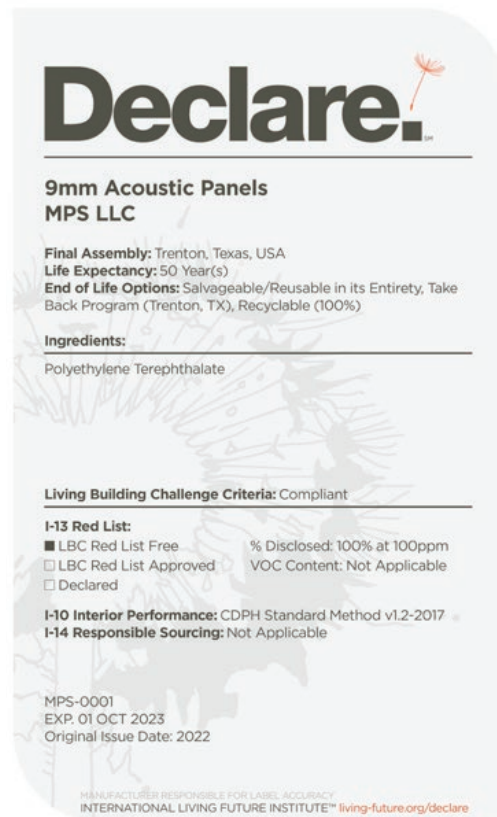 Declare.
SM
9mm Acoustic Panels
MPS LLC
Final Assembly: Trenton, Texas, USA
Life Expectancy: 50 Year(s)
End of Life Options: Salvageable/Reusable in its Entirety, Take
Back Program (Trenton, TX), Recyclable (100%)
Ingredients:
Polyethylene Terephthalate
Living Building Challenge Criteria: Compliant
I-13 Red List:
■ LBC Red List Free % Disclosed: 100% at 100ppm
□ LBC Red List Approved VOC Content: Not Applicable
□ Declared
I-10 Interior Performance: CDPH Standard Method v1.2-2017
I-14 Responsible Sourcing: Not Applicable
MPS-0001
EXP. 01 OCT 2023
Original Issue Date: 2022
MANUFACTURER RESPONSIBLE FOR LABEL ACCURACY
INTERNATIONAL LIVING FUTURE INSTITUTE™ living-future.org/declare